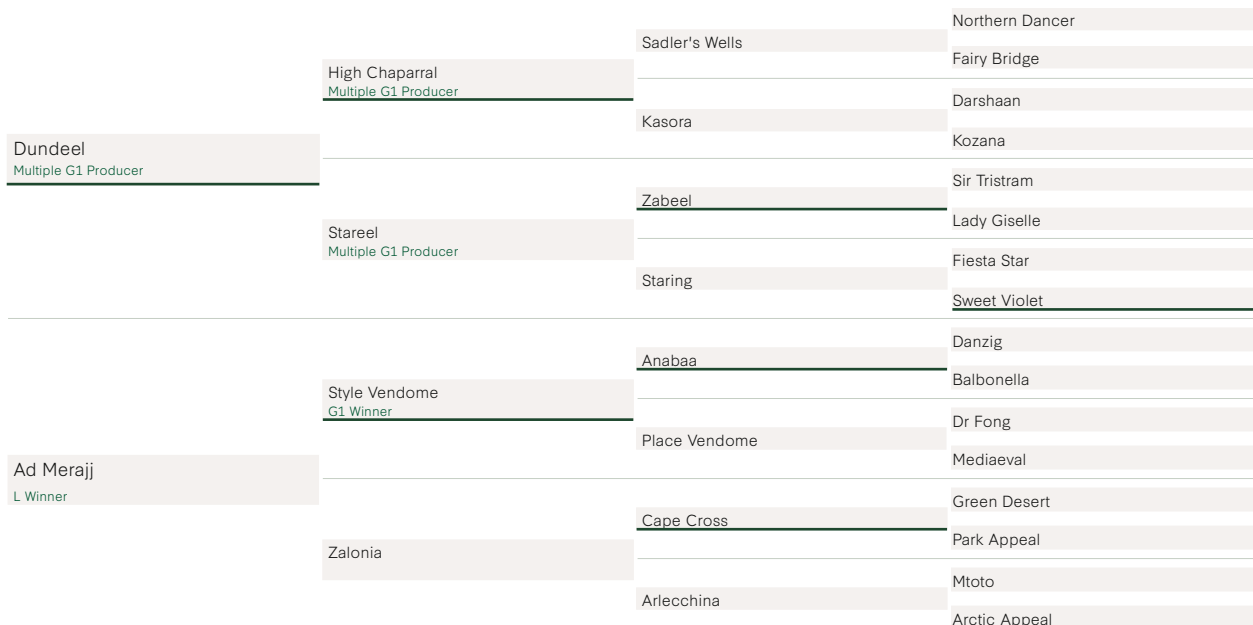 Dundeel
Multiple G1 Producer
Ad Merajj
L Winner
High Chaparral
Multiple G1 Producer
Stareel
Multiple G1 Producer
Style Vendome
G1 Winner
Zalonia
Sadler's Wells
Kasora
Zabeel
Staring
Anabaa
Place Vendome
Cape Cross
Arlecchina
Northern Dancer
Fairy Bridge
Darshaan
Kozana
Sir Tristram
Lady Giselle
Fiesta Star
Sweet Violet
Danzig
Balbonella
Dr Fong
Mediaeval
Green Desert
Park Appeal
Mtoto
Arctic Appeal